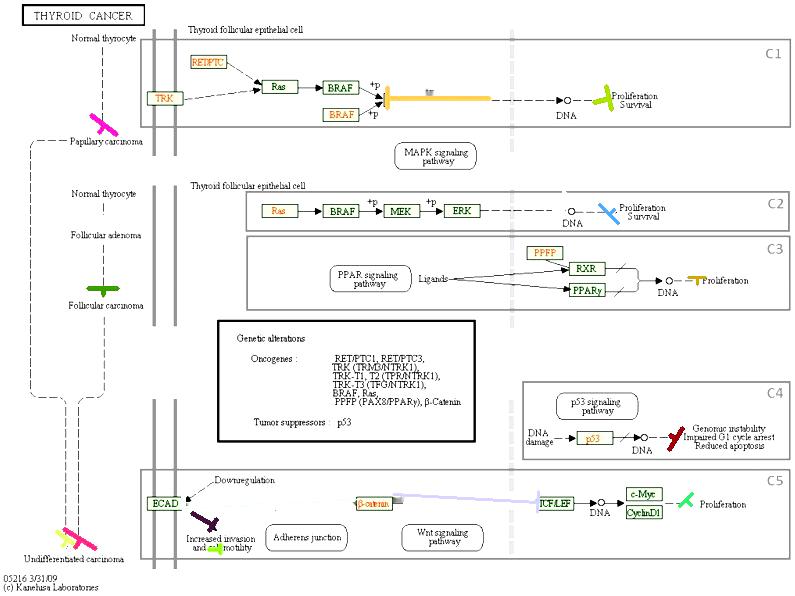 THYROID CANCER
Normal thyrocyte
Papillary carcinoma
Normal thyrocyte
Follicular adenoma
Follicular carcinoma
Undifferentiated carcinoma
05216 3/31/09
(c) Kanehisa Laboratories
Thyroid follicular epithelial cell
C1
RET/PTC
TRK
Ras
BRAF
+p
BRAF
+p
DNA
Proliferation
Survival
MAPK signaling
pathway
Thyroid follicular epithelial cell
C2
Ras
BRAF
+p
MEK
+p
ERK
DNA
Proliferation
Survival
C3
PPAR signaling
pathway
Ligands
PPFP
RXR
PPARγ
DNA
Proliferation
Genetic alterations
Oncogenes : RET/PTC1, RET/PTC3,
TRK (TRM3/NTRK1),
TRK-T1, T2 (TPR/NTRK1),
TRK-T3 (TFG/NTRK1),
BRAF, Ras,
PPFP (PAX8/PPARγ), β-Catenin
Tumor suppressors : p53
C4
p53 signaling
pathway
DNA
damage
p53
DNA
Genomic instability
Impaired G1 cycle arrest
Reduced apoptosis
C5
Downregulation
ECAD
Increased invasion
and motility
Adherens junction
β-catenin
Wnt signaling
pathway
TCF/LEF
DNA
c-Myc
CyclinD1
Proliferation